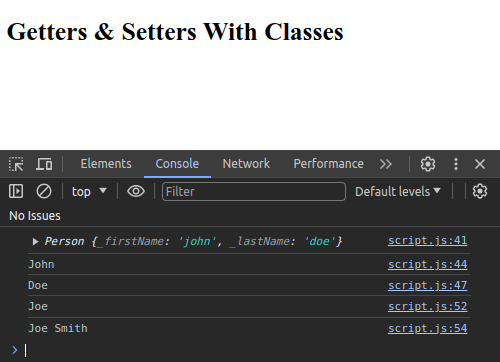 Getters & Setters With Classes
Elements Console Network Performance
top Filter Default levels
No Issues
Person {_firstName: 'john', _lastName: 'doe'} script.js:41
John script.js:44
Doe script.js:47
Joe script.js:52
Joe Smith script.js:54